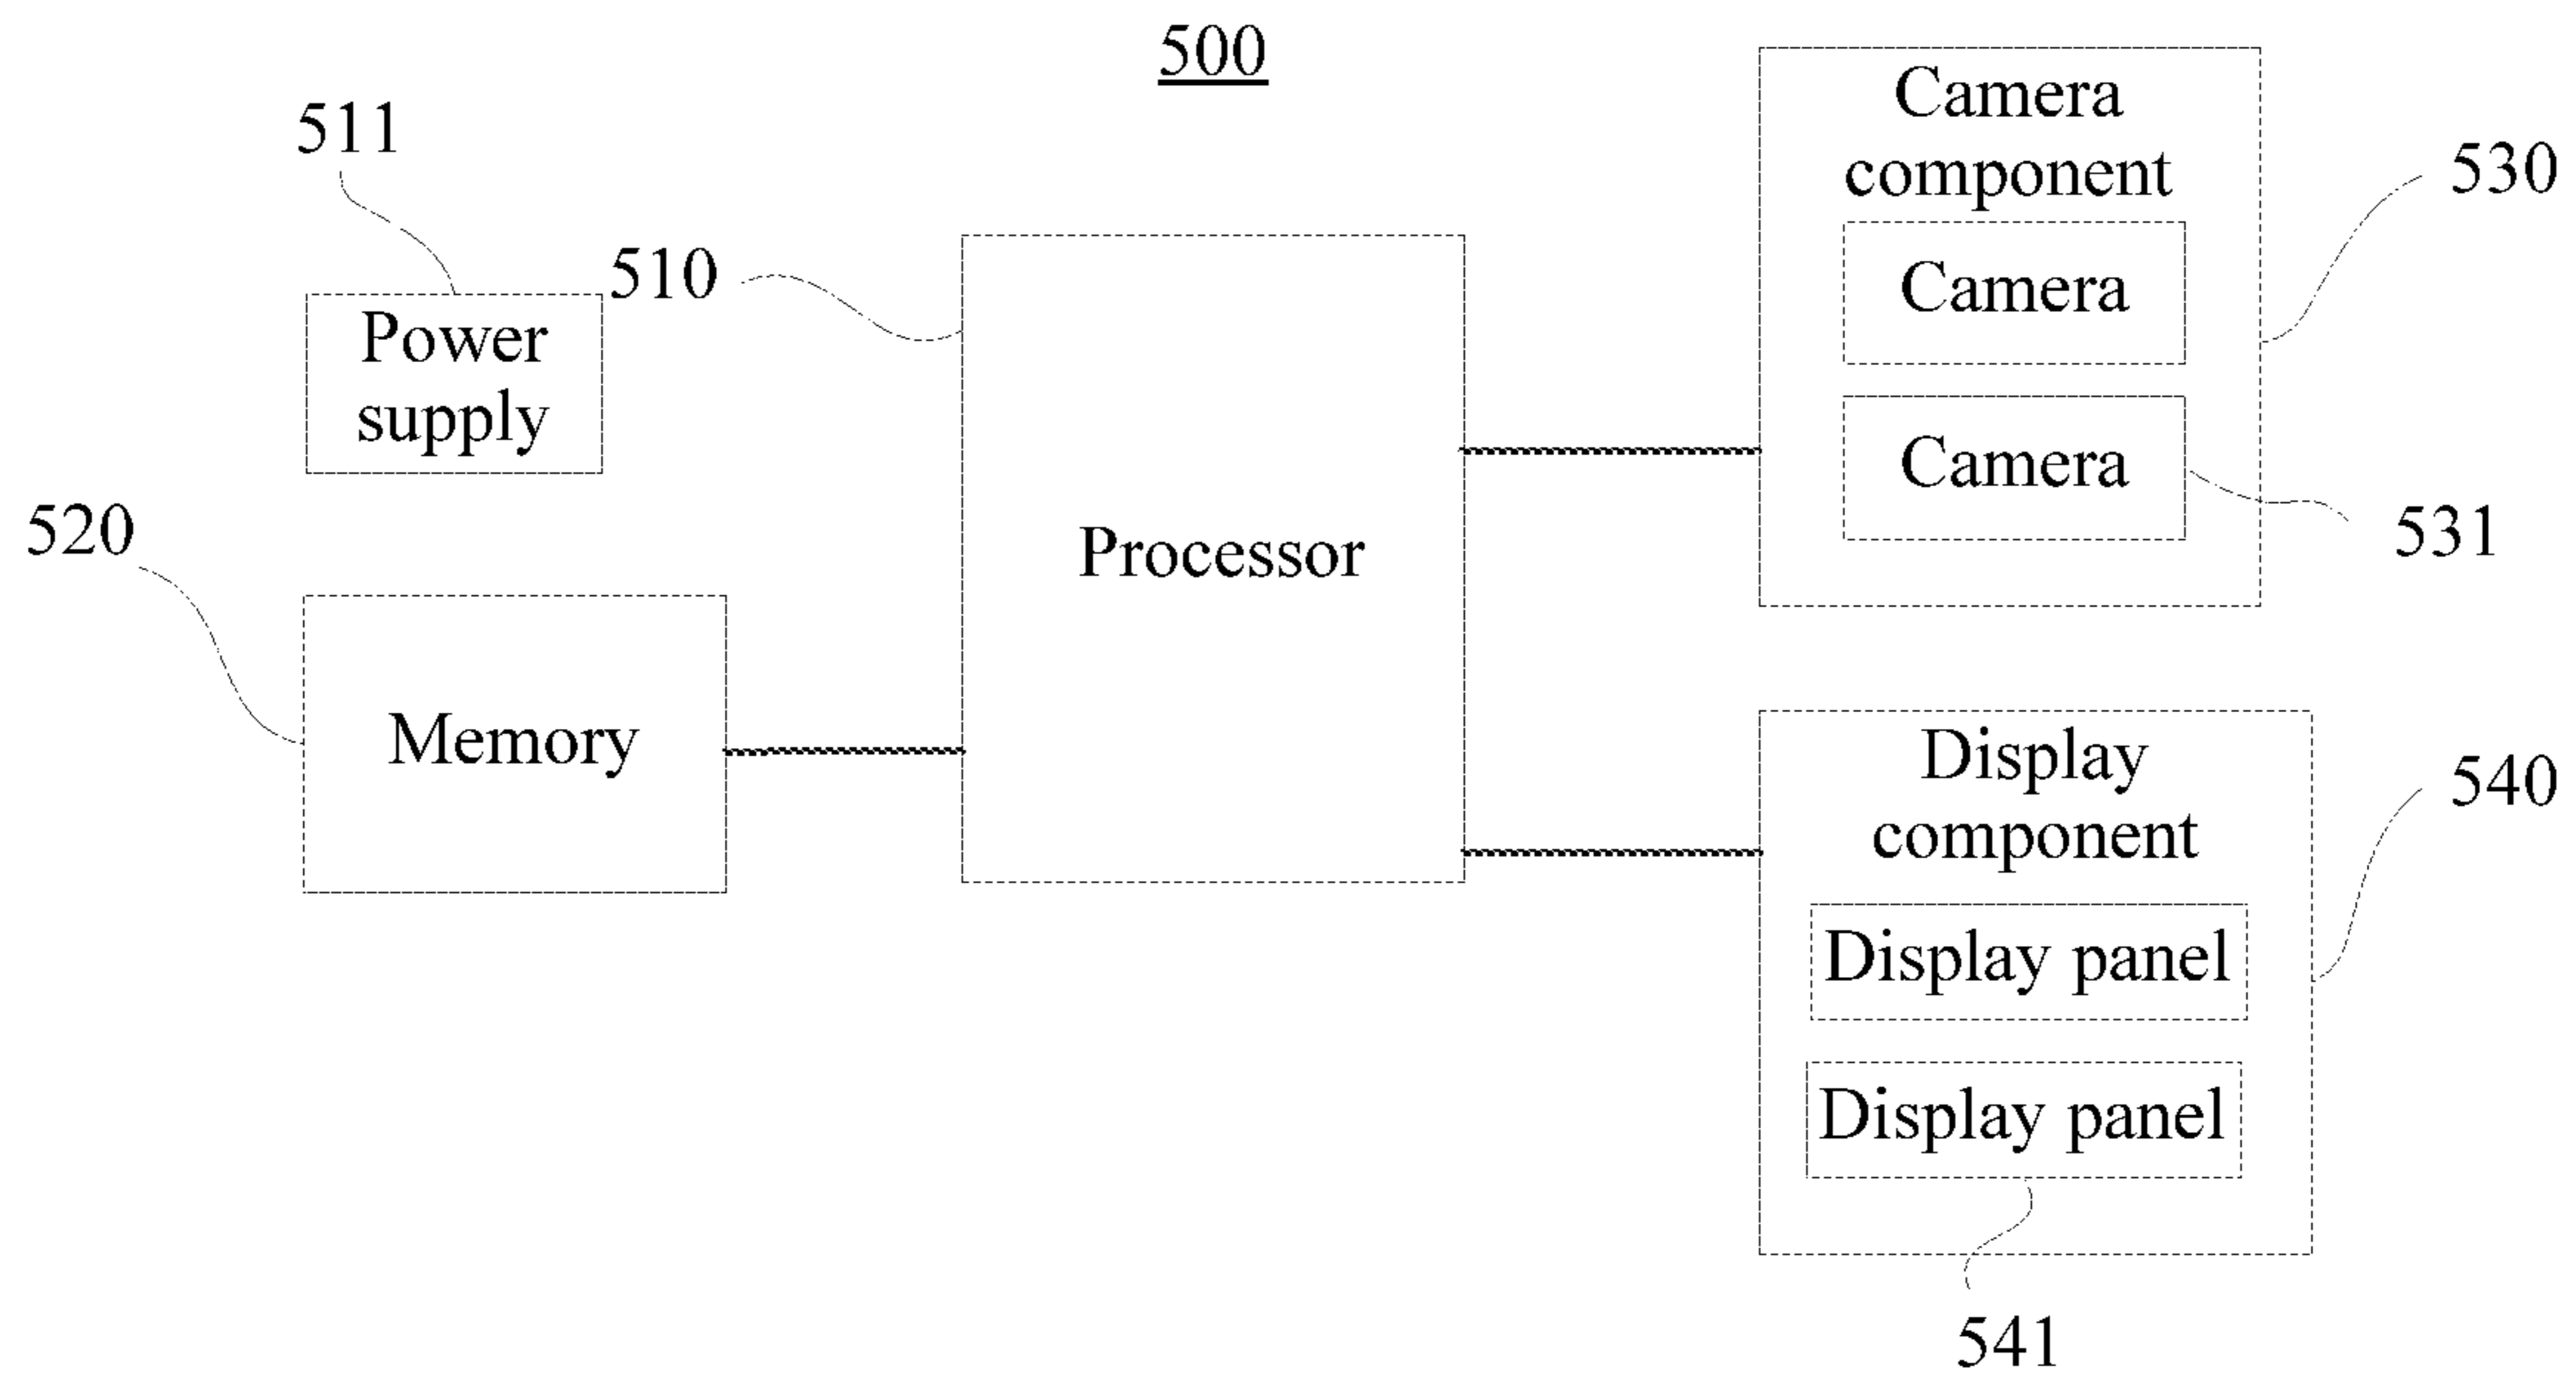 500
511
Power
supply
510
520
Memory
Processor
Camera
component
Camera
Camera
530
531
Display
component
Display panel
Display panel
540
541